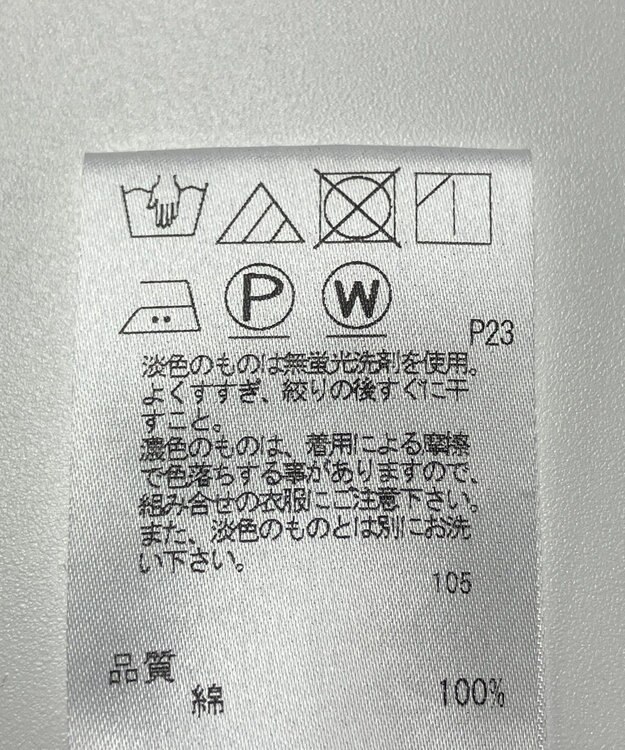 P W
P23
淡色のものは無蛍光洗剤を使用。
よくすすぎ、絞りの後すぐに干
すこと。
濃色のものは、着用による摩擦
で色落ちする事がありますので、
組み合せの衣服にご注意下さい。
また、淡色のものとは別にお洗
い下さい。
105
品質
綿 100%